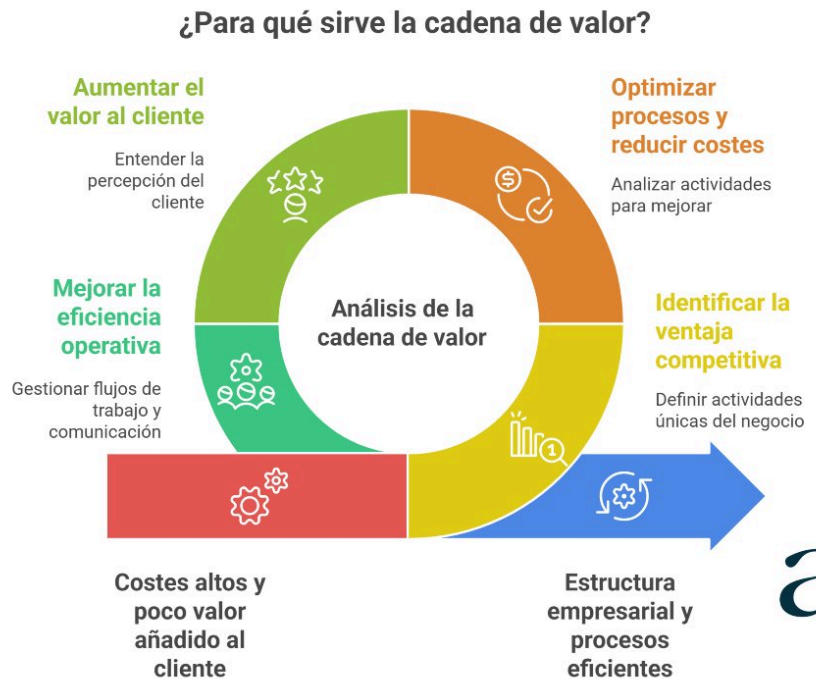 ¿Para qué sirve la cadena de valor?
Aumentar el
valor al cliente
Entender la
percepción del
cliente
Optimizar
procesos y
reducir costes
Analizar actividades
para mejorar
Mejorar la
eficiencia
operativa
Gestionar flujos de
trabajo y
comunicación
Análisis de la
cadena de valor
Identificar la
ventaja
competitiva
Definir actividades
únicas del negocio
$
1
Costes altos y
poco valor
añadido al
cliente
Estructura
empresarial y
procesos
eficientes
a